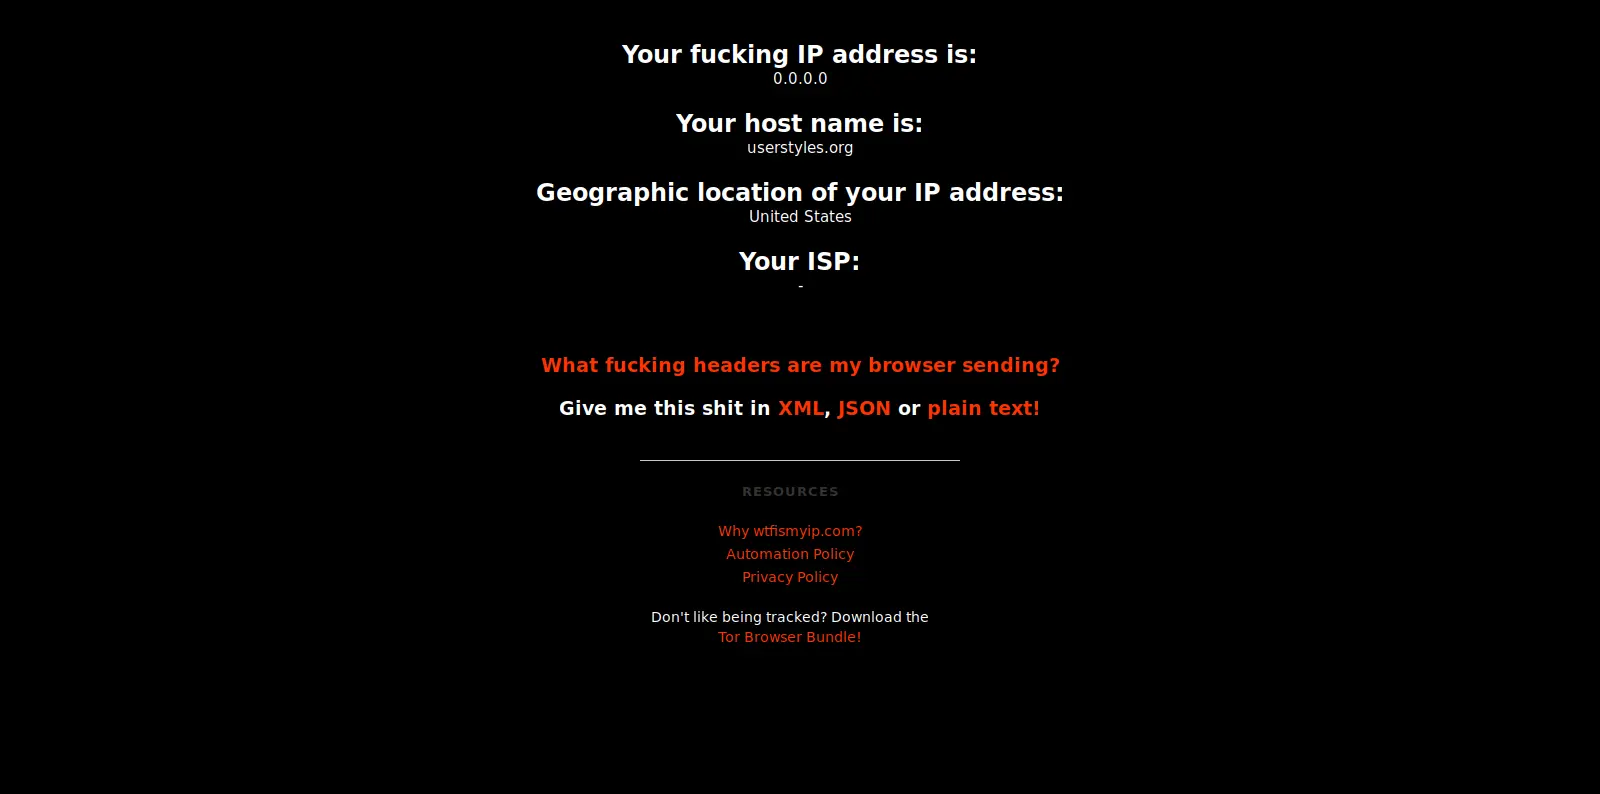 Your fucking IP address is:
0.0.0.0
Your host name is:
userstyles.org
Geographic location of your IP address:
United States
Your ISP:
-
What fucking headers are my browser sending?
Give me this shit in XML, JSON or plain text!
RESOURCES
Why wtfismyip.com?
Automation Policy
Privacy Policy
Don't like being tracked? Download the
Tor Browser Bundle!